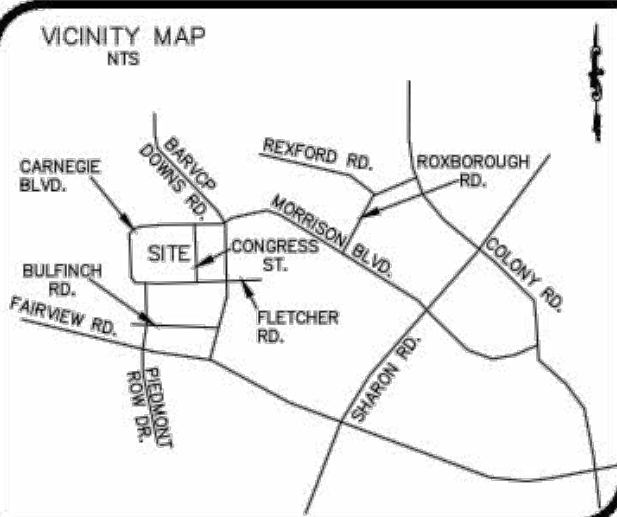 VICINITY MAP
NTS
BARVCP
DOWNS RD.
REXFORD RD.
ROXBOROUGH
RD.
CARNEGIE
BLVD.
MORRISON BLVD.
SITE
CONGRESS
ST.
COLONY RD.
BULFINCH
RD.
FAIRVIEW RD.
FLETCHER
RD.
SHARON RD.
PIEDMONT
ROW DR.